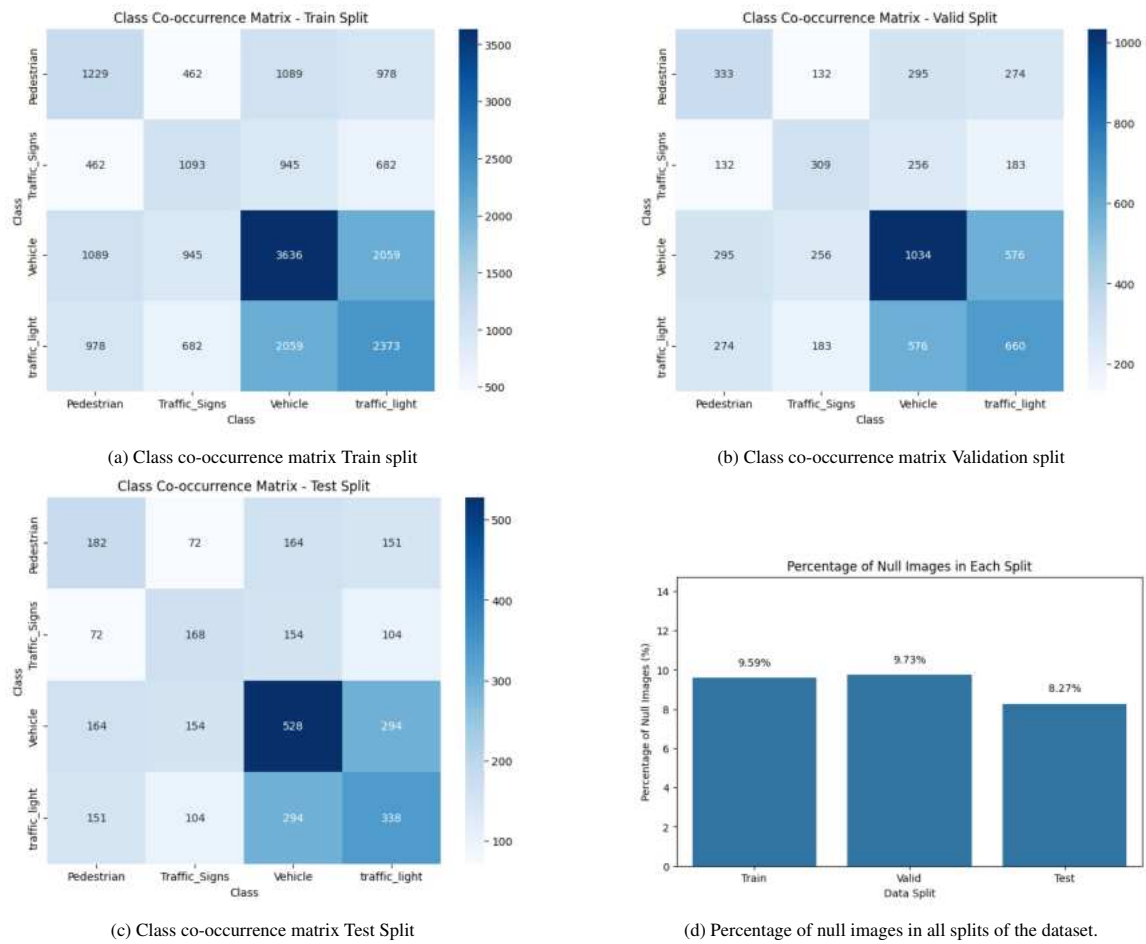 Class Co-occurrence Matrix - Train Split
Pedestrian 1229 462 1089 978
Traffic_Signs 462 1093 945 682
Vehicle 1089 945 3636 2059
traffic_light 978 682 2059 2373
Class
Pedestrian Traffic_Signs Vehicle traffic_light
Class
3500
3000
2500
2000
1500
1000
500
(a) Class co-occurrence matrix Train split
Class Co-occurrence Matrix - Valid Split
Pedestrian 333 132 295 274
Traffic_Signs 132 309 256 183
Vehicle 295 256 1034 576
traffic_light 274 183 576 660
Class
Pedestrian Traffic_Signs Vehicle traffic_light
Class
1000
800
600
400
200
(b) Class co-occurrence matrix Validation split
Class Co-occurrence Matrix - Test Split
Pedestrian 182 72 164 151
Traffic_Signs 72 168 154 104
Vehicle 164 154 528 294
traffic_light 151 104 294 338
Class
Pedestrian Traffic_Signs Vehicle traffic_light
Class
500
400
300
200
100
(c) Class co-occurrence matrix Test Split
Percentage of Null Images in Each Split
Percentage of Null Images (%)
14
12
10
8
6
4
2
0
9.59% 9.73% 8.27%
Train Valid Test
Data Split
(d) Percentage of null images in all splits of the dataset.